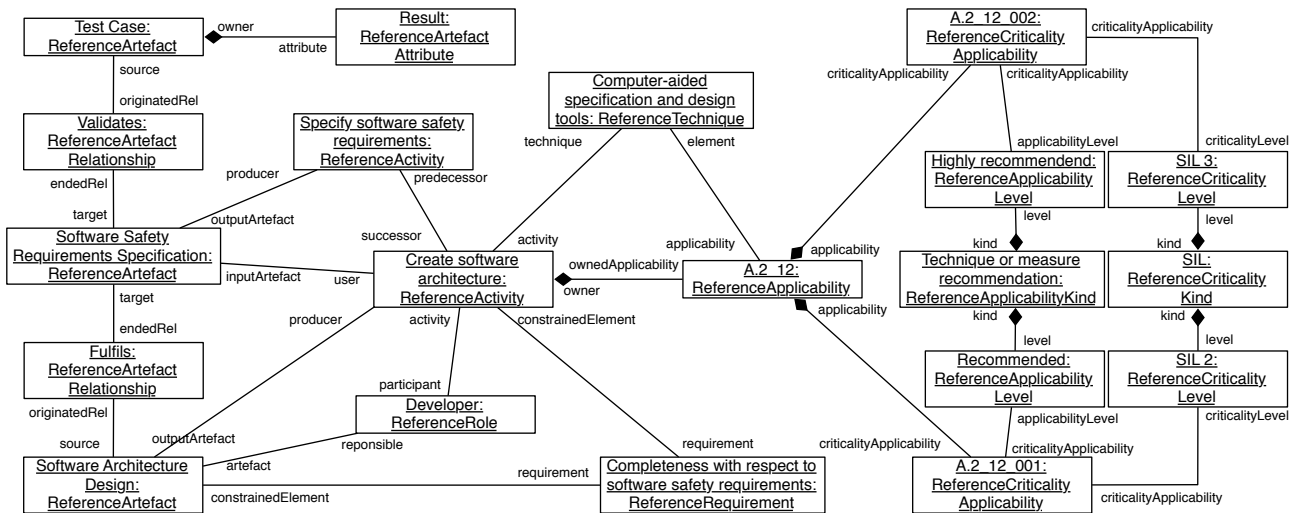 Test Case:
ReferenceArtefact
owner
attribute
Result:
ReferenceArtefact
Attribute
A.2_12_002:
ReferenceCriticality
Applicability
criticalityApplicability
criticalityApplicability
criticalityApplicability
source
originatedRel
Computer-aided
specification and design
tools: ReferenceTechnique
technique
element
Validates:
ReferenceArtefact
Relationship
Specify software safety
requirements:
ReferenceActivity
applicabilityLevel
criticalityLevel
Highly recommendend:
ReferenceApplicability
Level
SIL 3:
ReferenceCriticality
Level
endedRel
producer
predecessor
target
outputArtefact
level
level
Software Safety
Requirements Specification:
ReferenceArtefact
successor
activity
applicability
applicability
kind
kind
inputArtefact
user
Create software
architecture:
ReferenceActivity
ownedApplicability
owner
A.2_12:
ReferenceApplicability
Technique or measure
recommendation:
ReferenceApplicabilityKind
SIL:
ReferenceCriticality
Kind
target
producer
activity
constrainedElement
applicability
kind
kind
endedRel
level
level
Fulfils:
ReferenceArtefact
Relationship
Recommended:
ReferenceApplicability
Level
SIL 2:
ReferenceCriticality
Level
participant
originatedRel
Developer:
ReferenceRole
applicabilityLevel
criticalityLevel
source
outputArtefact
reponsible
requirement
criticalityApplicability
criticalityApplicability
Software Architecture
Design:
ReferenceArtefact
artefact
constrainedElement
requirement
Completeness with respect to
software safety requirements:
ReferenceRequirement
A.2_12_001:
ReferenceCriticality
Applicability
criticalityApplicability